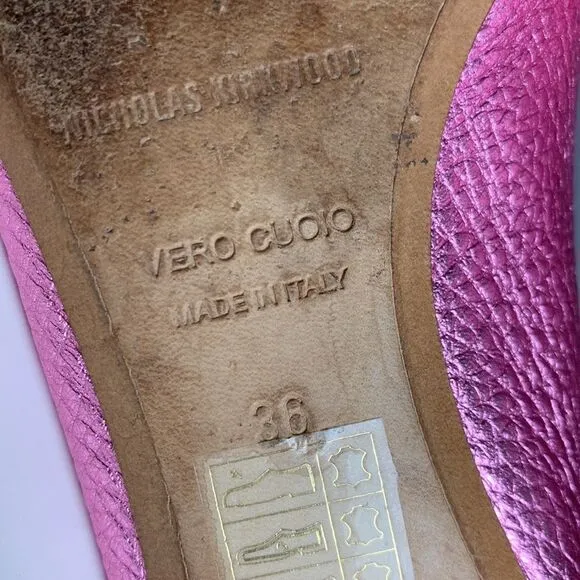 NICHOLAS KIRKWOOD
VERO CUOIO
MADE IN ITALY
36